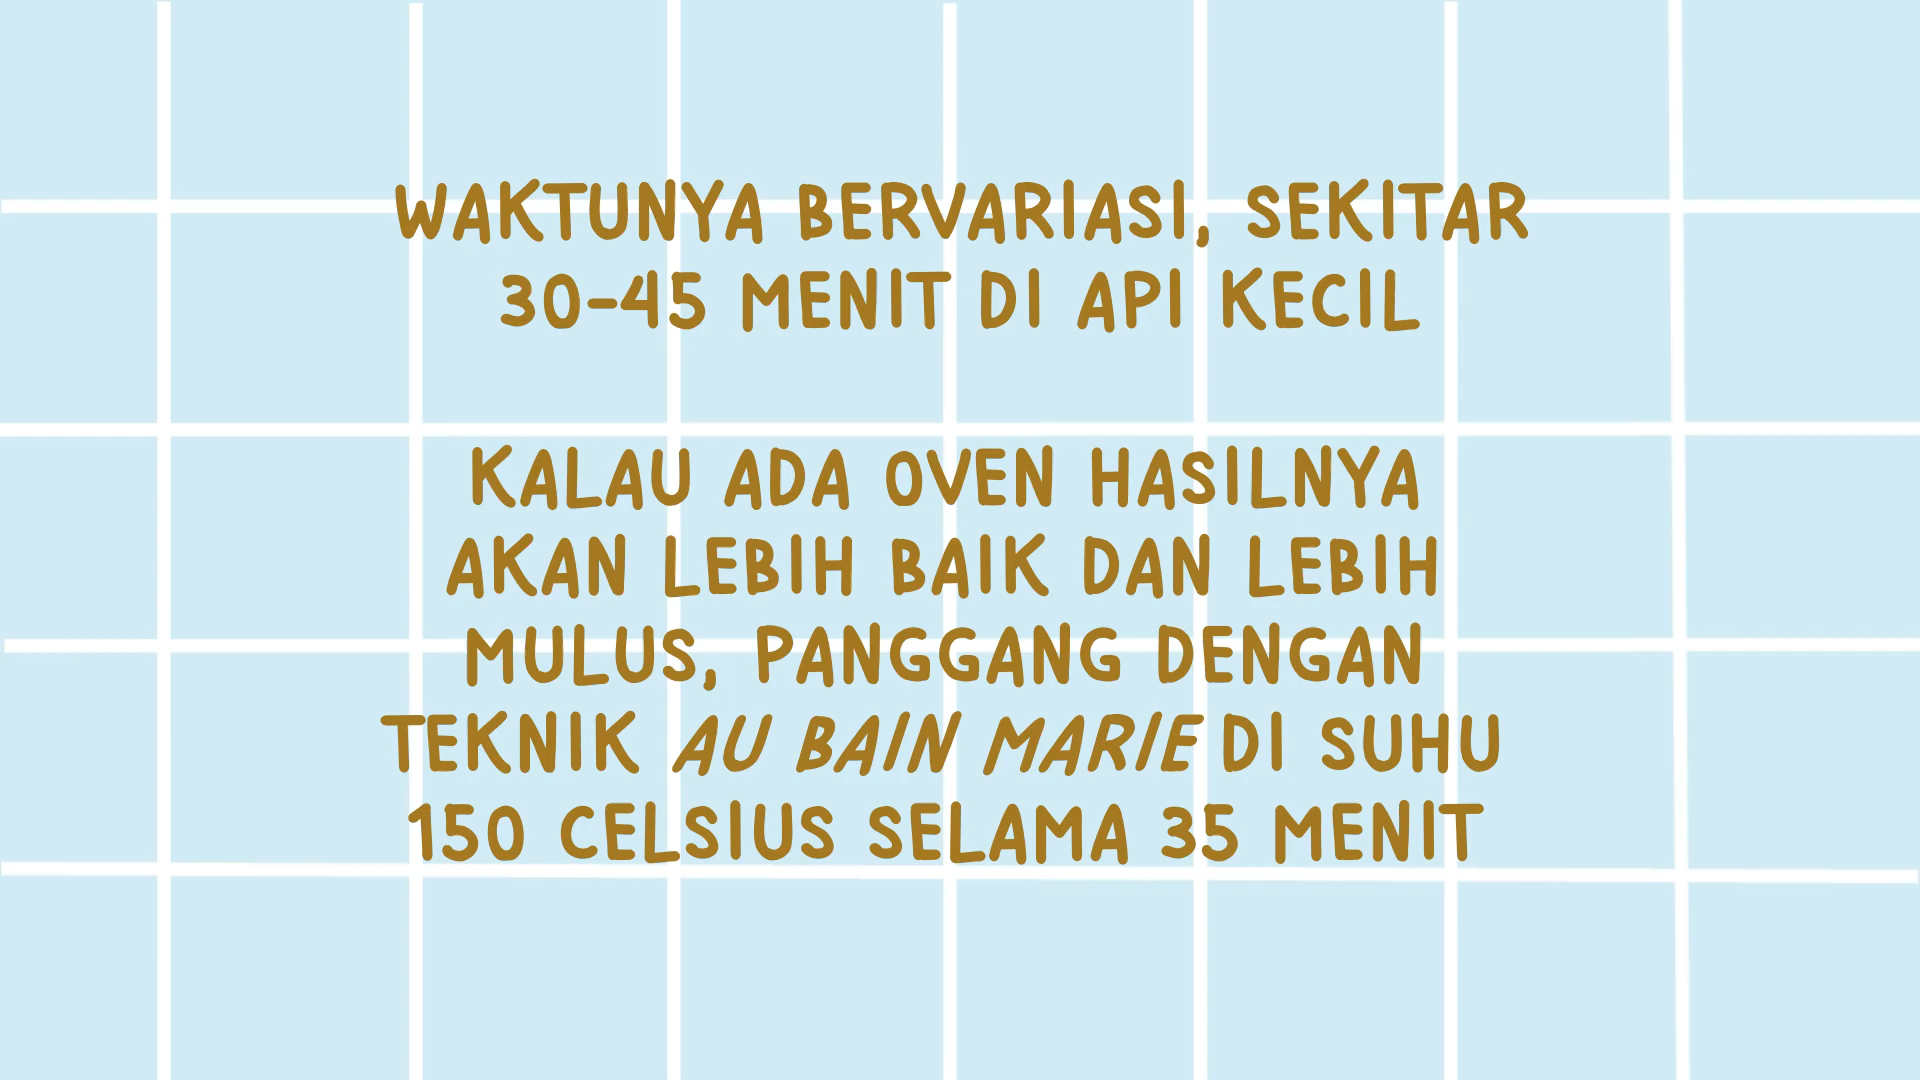 WAKTUNYA BERVARIASI, SEKITAR
30-45 MENIT DI API KECIL
KALAU ADA OVEN HASILNYA
AKAN LEBIH BAIK DAN LEBIH
MULUS, PANGGANG DENGAN
TEKNIK AU BAIN MARIE DI SUHU
150 CELSIUS SELAMA 35 MENIT